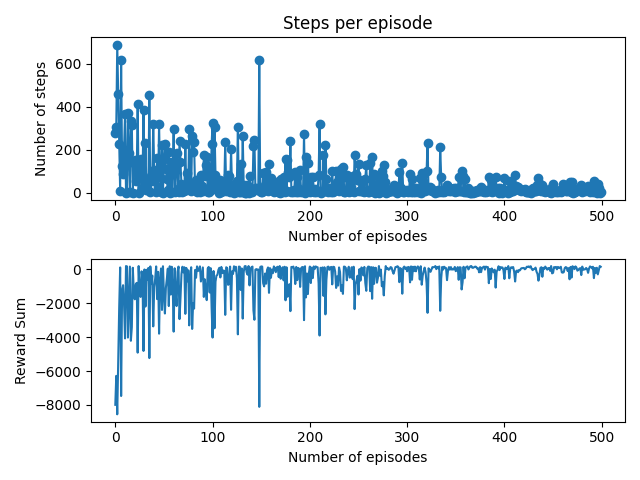 Steps per episode
Number of steps
600
400
200
0
0 100 200 300 400 500
Number of episodes
Reward Sum
0
−2000
−4000
−6000
−8000
0 100 200 300 400 500
Number of episodes